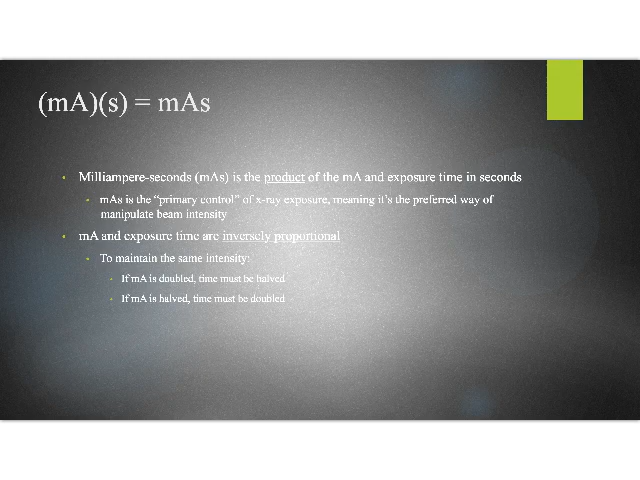 (mA)(s) = mAs
Milliampere-seconds (mAs) is the product of the mA and exposure time in seconds
mAs is the “primary control” of x-ray exposure, meaning it’s the preferred way of
manipulate beam intensity
mA and exposure time are inversely proportional
To maintain the same intensity:
If mA is doubled, time must be halved
If mA is halved, time must be doubled